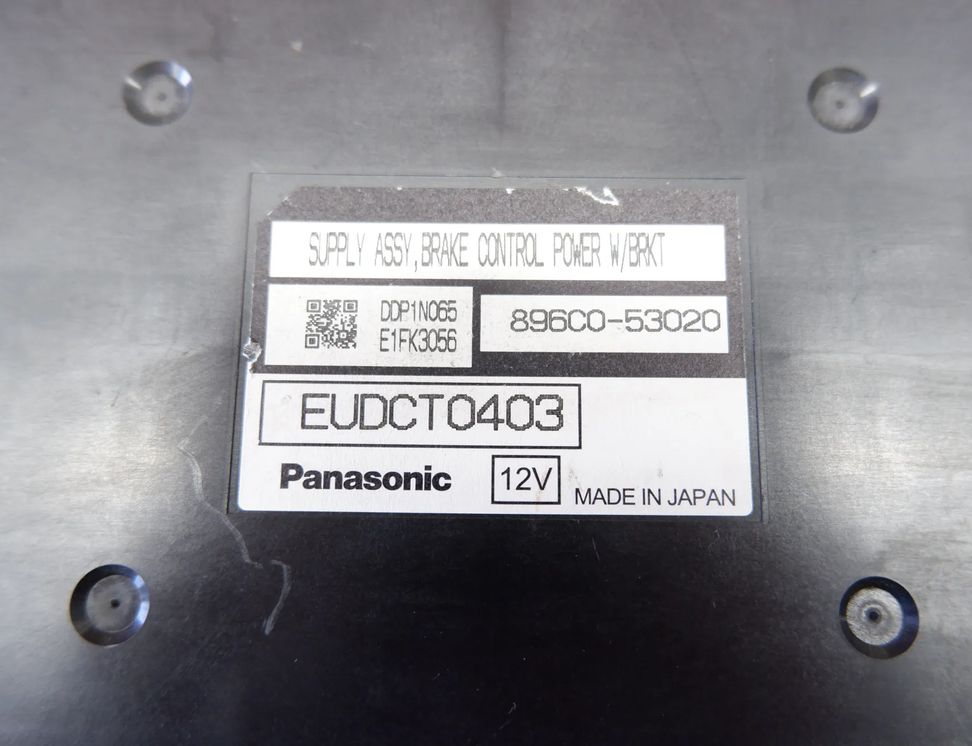 SUPPLY ASSY,BRAKE CONTROL POWER W/BRKT
DDP1N065
E1FK3056
896C0-53020
EUDCT0403
Panasonic
12V
MADE IN JAPAN